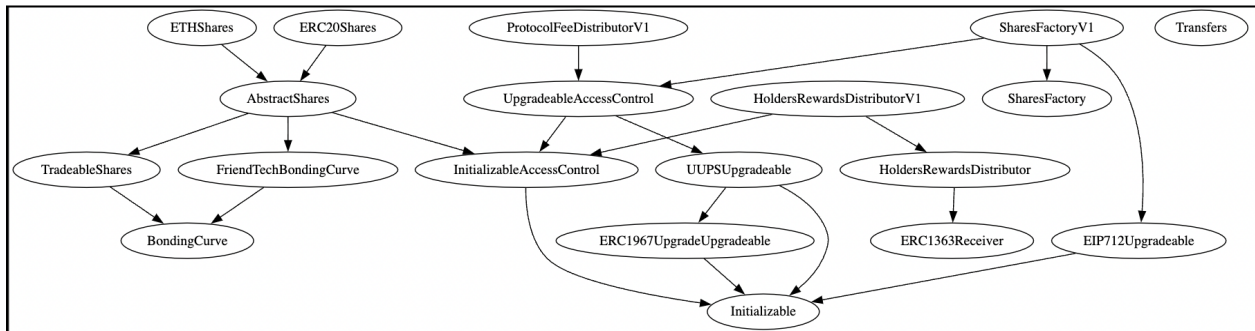 ETHShares
ERC20Shares
ProtocolFeeDistributorV1
SharesFactoryV1
Transfers
AbstractShares
UpgradeableAccessControl
HoldersRewardsDistributorV1
SharesFactory
TradeableShares
FriendTechBondingCurve
InitializableAccessControl
UUPSUpgradeable
HoldersRewardsDistributor
BondingCurve
ERC1967UpgradeUpgradeable
ERC1363Receiver
EIP712Upgradeable
Initializable